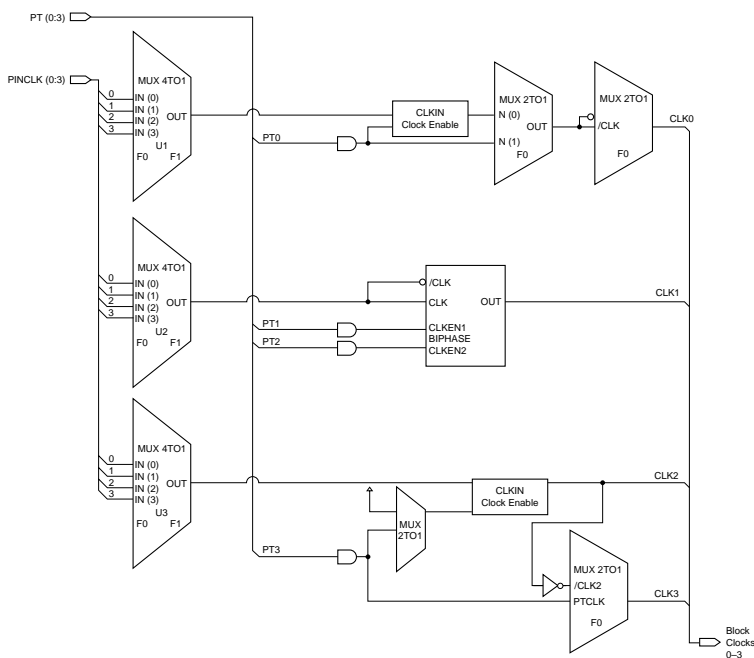 PT (0:3)
PINCLK (0:3)
MUX 4TO1
0
1
2
3
IN (0)
IN (1)
IN (2)
IN (3)
OUT
U1
F0 F1
PT0
CLKIN
Clock Enable
MUX 2TO1
N (0)
OUT
N (1)
F0
MUX 2TO1
/CLK
F0
CLK0
MUX 4TO1
0
1
2
3
IN (0)
IN (1)
IN (2)
IN (3)
OUT
U2
F0 F1
PT1
PT2
/CLK
CLK OUT
CLKEN1
BIPHASE
CLKEN2
CLK1
MUX 4TO1
0
1
2
3
IN (0)
IN (1)
IN (2)
IN (3)
OUT
U3
F0 F1
PT3
MUX
2TO1
CLKIN
Clock Enable
CLK2
MUX 2TO1
/CLK2
PTCLK
F0
CLK3
Block
Clocks
0–3